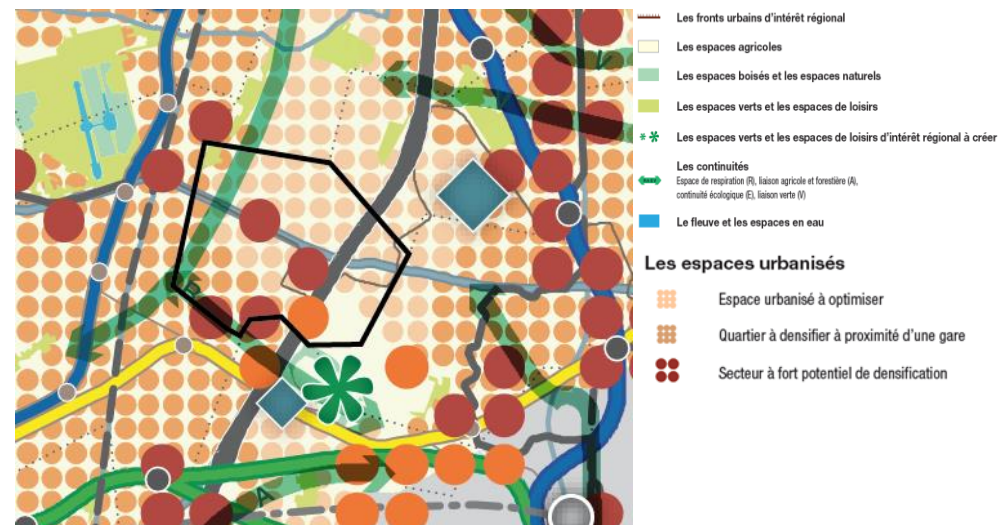 Les fronts urbains d'intérêt régional
Les espaces agricoles
Les espaces boisés et les espaces naturels
Les espaces verts et les espaces de loisirs
Les espaces verts et les espaces de loisirs d'intérêt régional à créer
Les continuités
Espace de respiration (R), liaison agricole et forestière (A),
continuité écologique (E), liaison verte (V)
Le fleuve et les espaces en eau
Les espaces urbanisés
Espace urbanisé à optimiser
Quartier à densifier à proximité d'une gare
Secteur à fort potentiel de densification
V
A